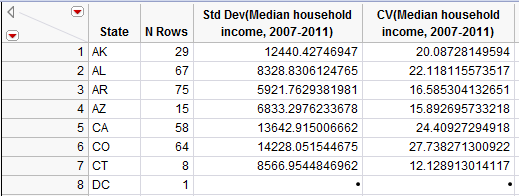 State N Rows Std Dev(Median household income, 2007-2011) CV(Median household income, 2007-2011)
1 AK 29 12440.42746947 20.08728149594
2 AL 67 8328.8306124765 22.118115573517
3 AR 75 5921.7629381981 16.585304132651
4 AZ 15 6833.2976233678 15.892695733218
5 CA 58 13642.915006662 24.40927294918
6 CO 64 14228.051544675 27.738271300922
7 CT 8 8566.9544846962 12.128913014117
8 DC 1 • •